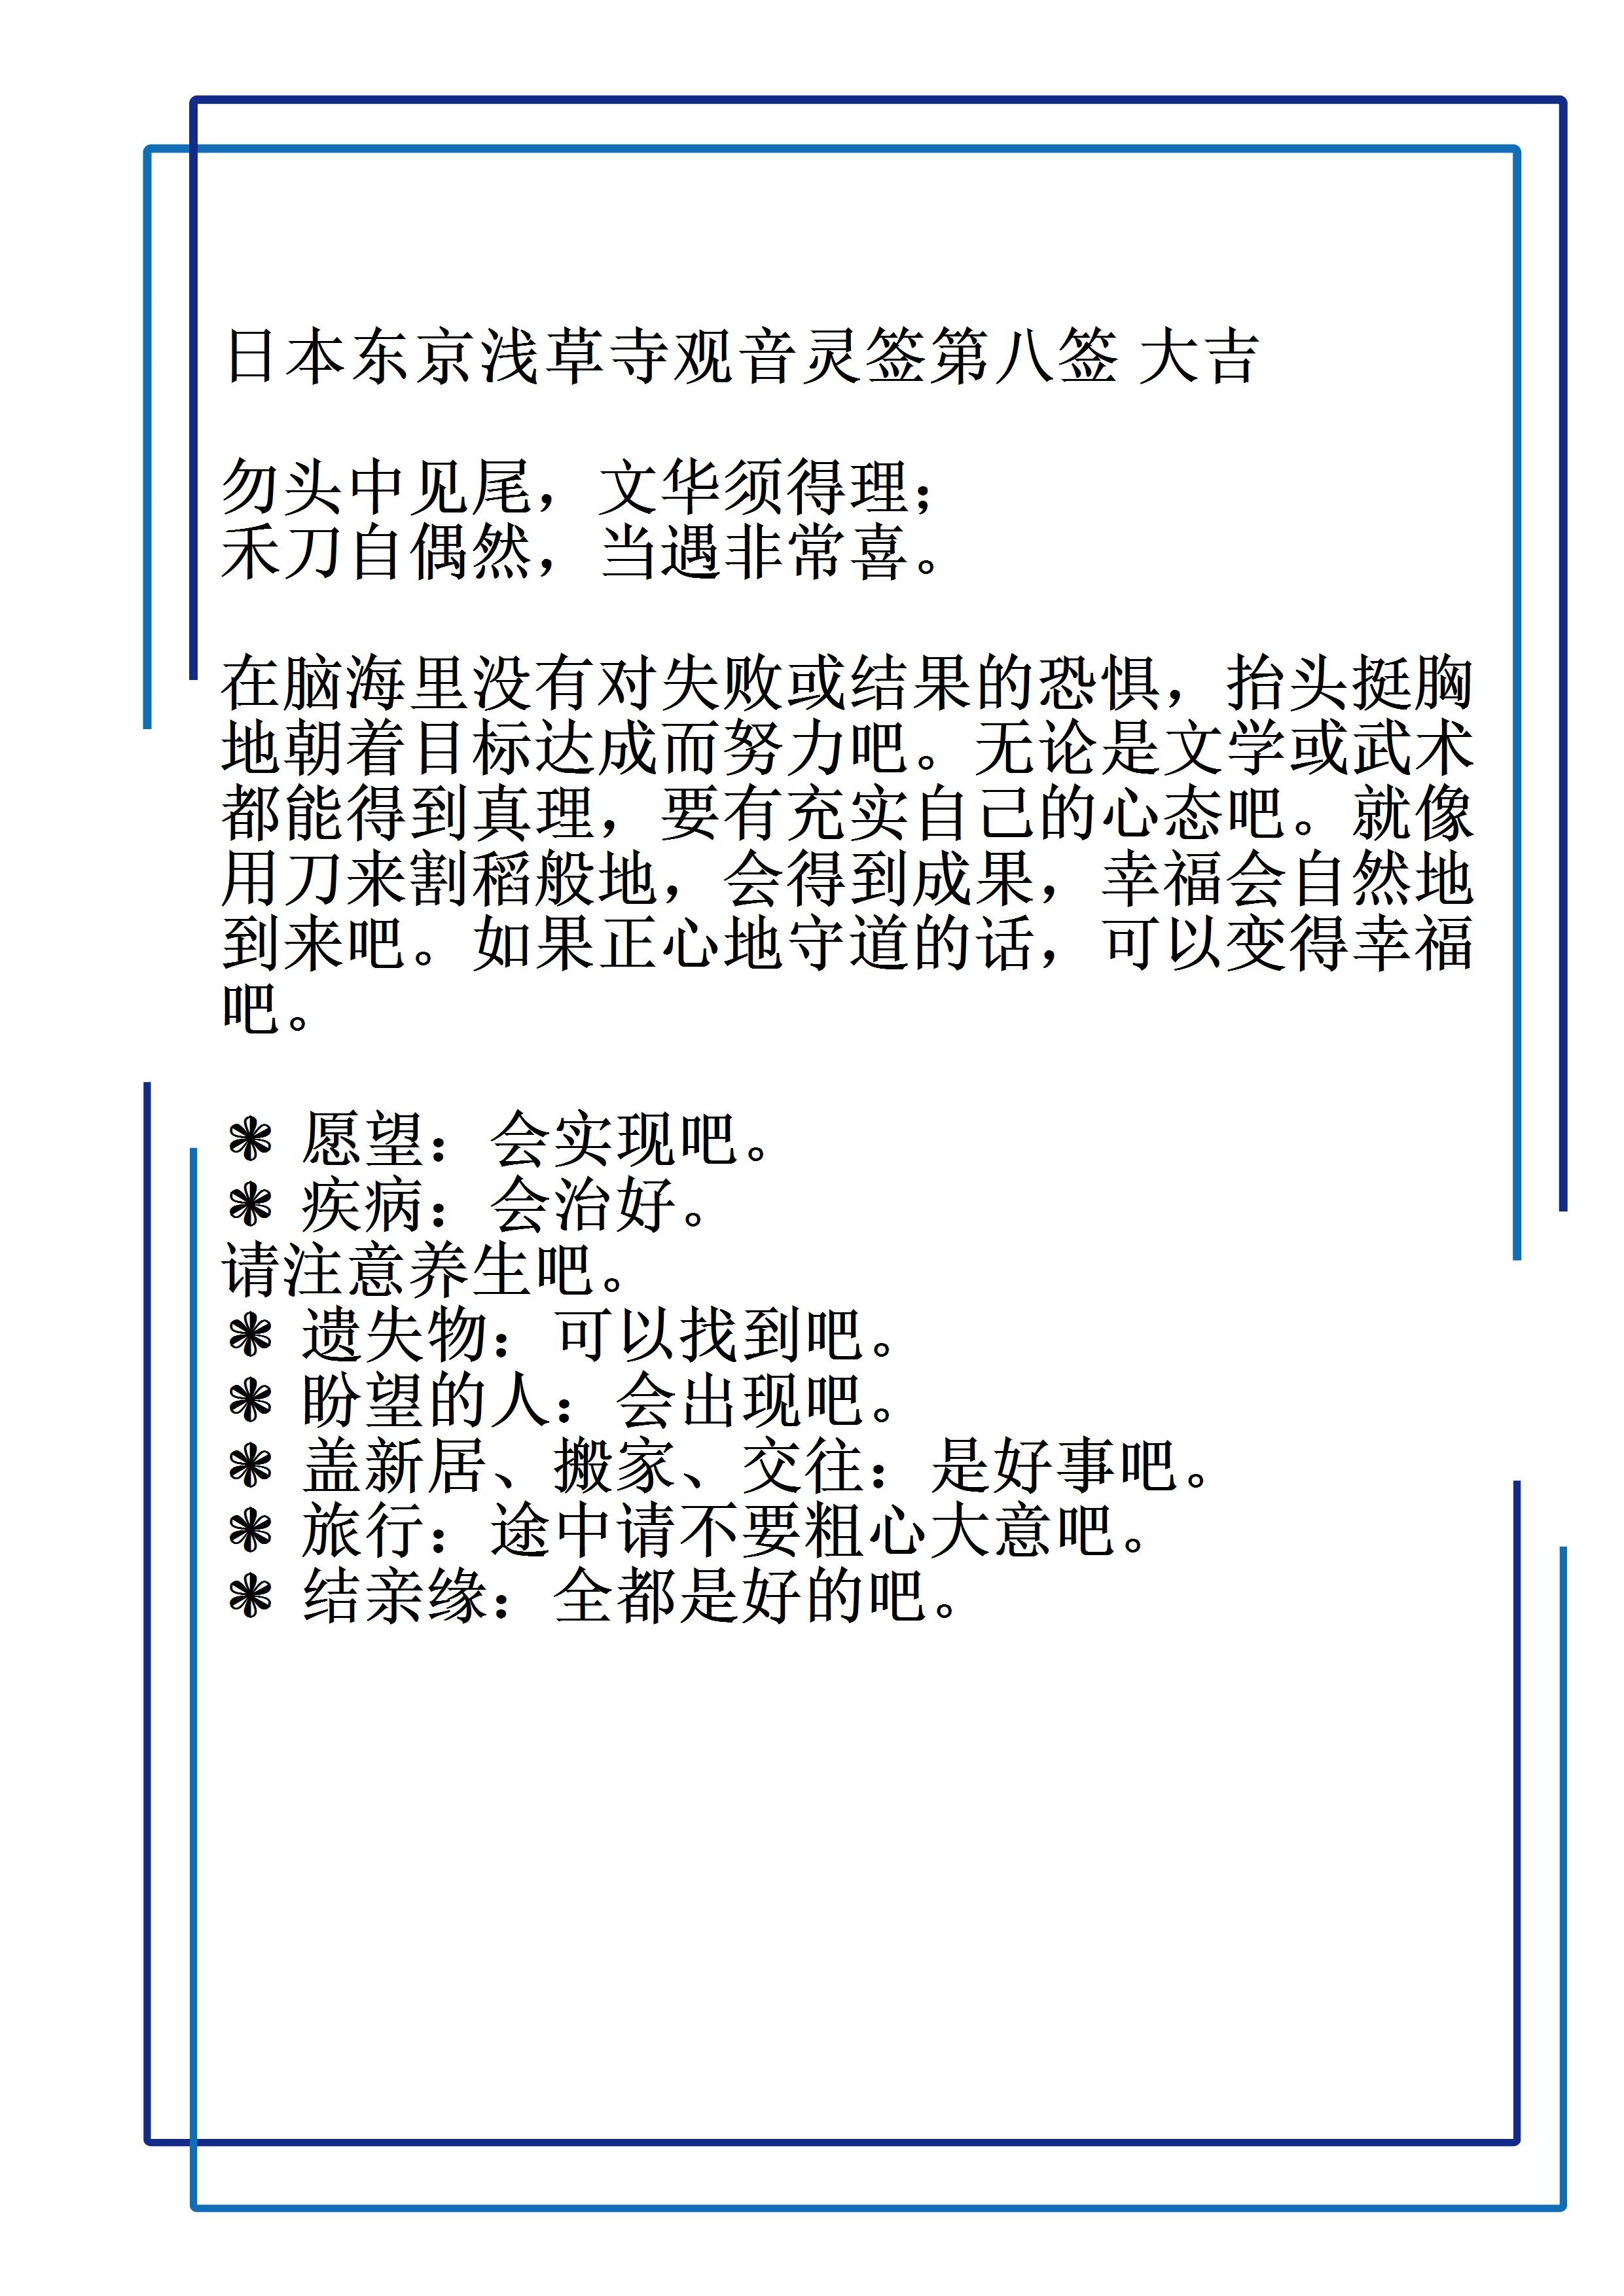 日本东京浅草寺观音灵签第八签 大吉
勿头中见尾，文华须得理；
禾刀自偶然，当遇非常喜。
在脑海里没有对失败或结果的恐惧，抬头挺胸
地朝着目标达成而努力吧。无论是文学或武术
都能得到真理，要有充实自己的心态吧。就像
用刀来割稻般地，会得到成果，幸福会自然地
到来吧。如果正心地守道的话，可以变得幸福
吧。
❃ 愿望：会实现吧。
❃ 疾病：会治好。
请注意养生吧。
❃ 遗失物：可以找到吧。
❃ 盼望的人：会出现吧。
❃ 盖新居、搬家、交往：是好事吧。
❃ 旅行：途中请不要粗心大意吧。
❃ 结亲缘：全都是好的吧。